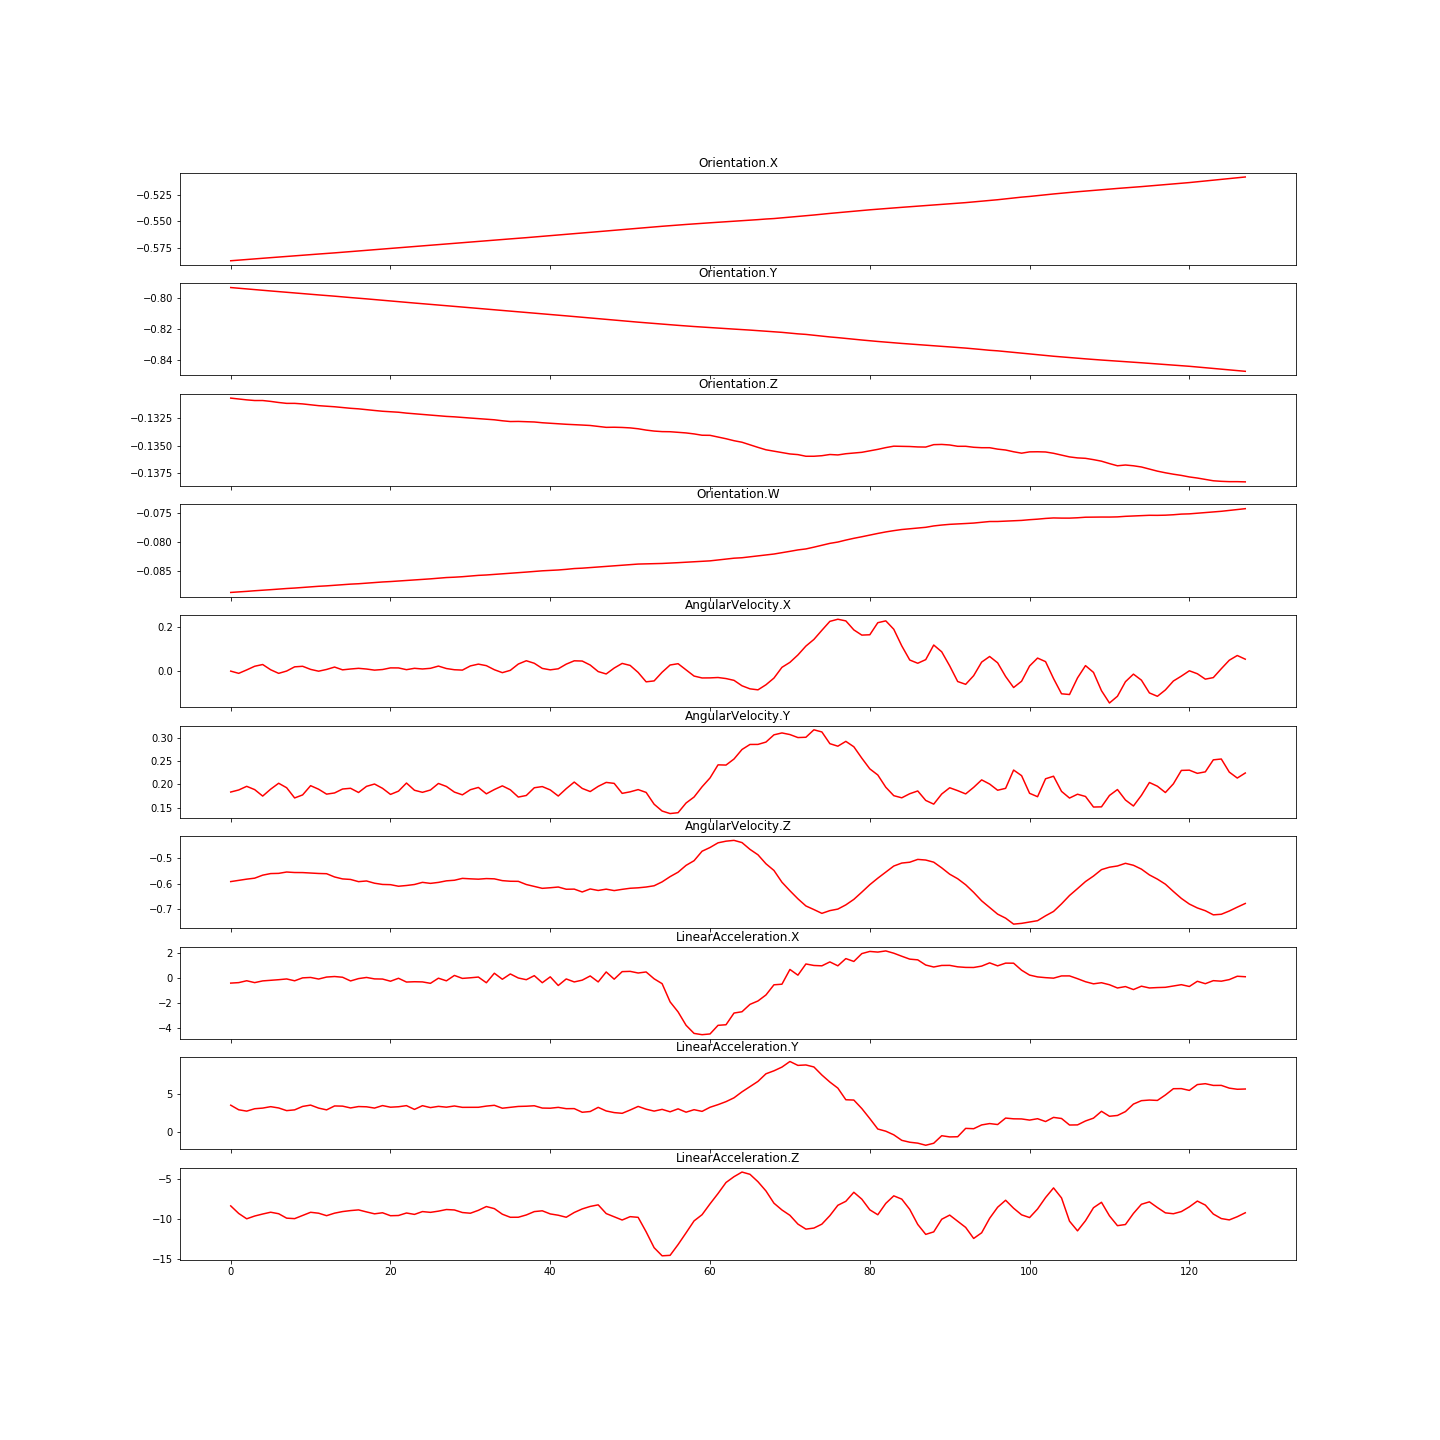 Orientation.X
−0.525
−0.550
−0.575
Orientation.Y
−0.80
−0.82
−0.84
Orientation.Z
−0.1325
−0.1350
−0.1375
Orientation.W
−0.075
−0.080
−0.085
AngularVelocity.X
0.2
0.0
AngularVelocity.Y
0.30
0.25
0.20
0.15
AngularVelocity.Z
−0.5
−0.6
−0.7
LinearAcceleration.X
2
0
−2
−4
LinearAcceleration.Y
5
0
LinearAcceleration.Z
−5
−10
−15
0 20 40 60 80 100 120